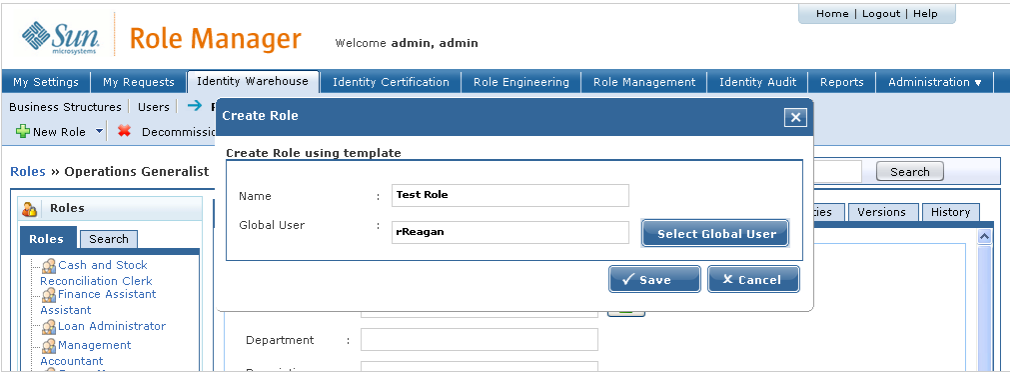 Home | Logout | Help
Sun
microsystems
Role Manager
Welcome admin, admin
My Settings
My Requests
Identity Warehouse
Identity Certification
Role Engineering
Role Management
Identity Audit
Reports
Administration ▼
Business Structures
Users
New Role
Decommissio
Create Role
Create Role using template
Roles » Operations Generalist
Search
Name :
Test Role
Global User :
rReagan
Select Global User
Save
Cancel
Roles
Roles
Search
Versions
History
Cash and Stock
Reconciliation Clerk
Finance Assistant
Assistant
Loan Administrator
Management
Accountant
Department :